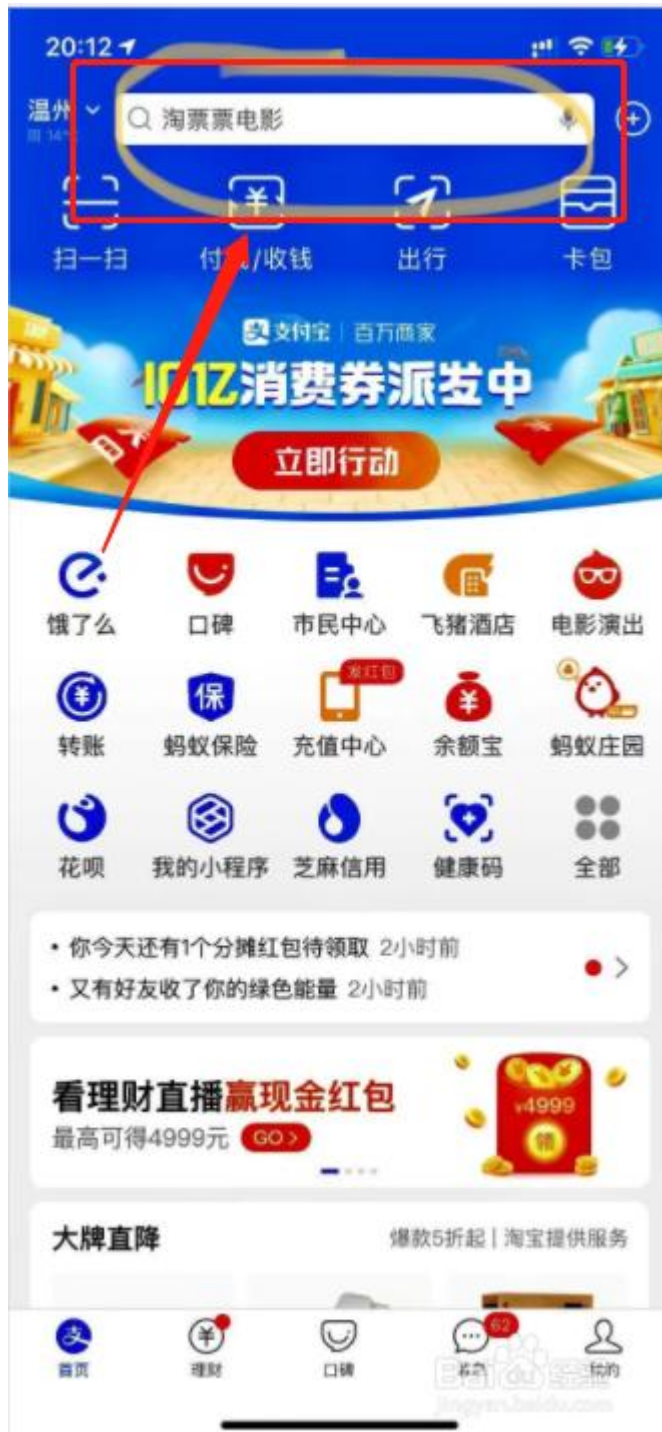 20:12
温州
淘票票电影
14°
扫一扫 付钱/收钱 出行 卡包
支付宝 | 百万商家
10亿消费券派发中
立即行动
饿了么 口碑 市民中心 飞猪酒店 电影演出
发红包
保
转账 蚂蚁保险 充值中心 余额宝 蚂蚁庄园
花呗 我的小程序 芝麻信用 健康码 全部
• 你今天还有1个分摊红包待领取 2小时前
• 又有好友收了你的绿色能量 2小时前
看理财直播赢现金红包
¥4999
最高可得4999元 GO >
领
大牌直降 爆款5折起 | 淘宝提供服务
62
首页 理财 口碑 消息 我的
Baidu 经验
jingyan.baidu.com